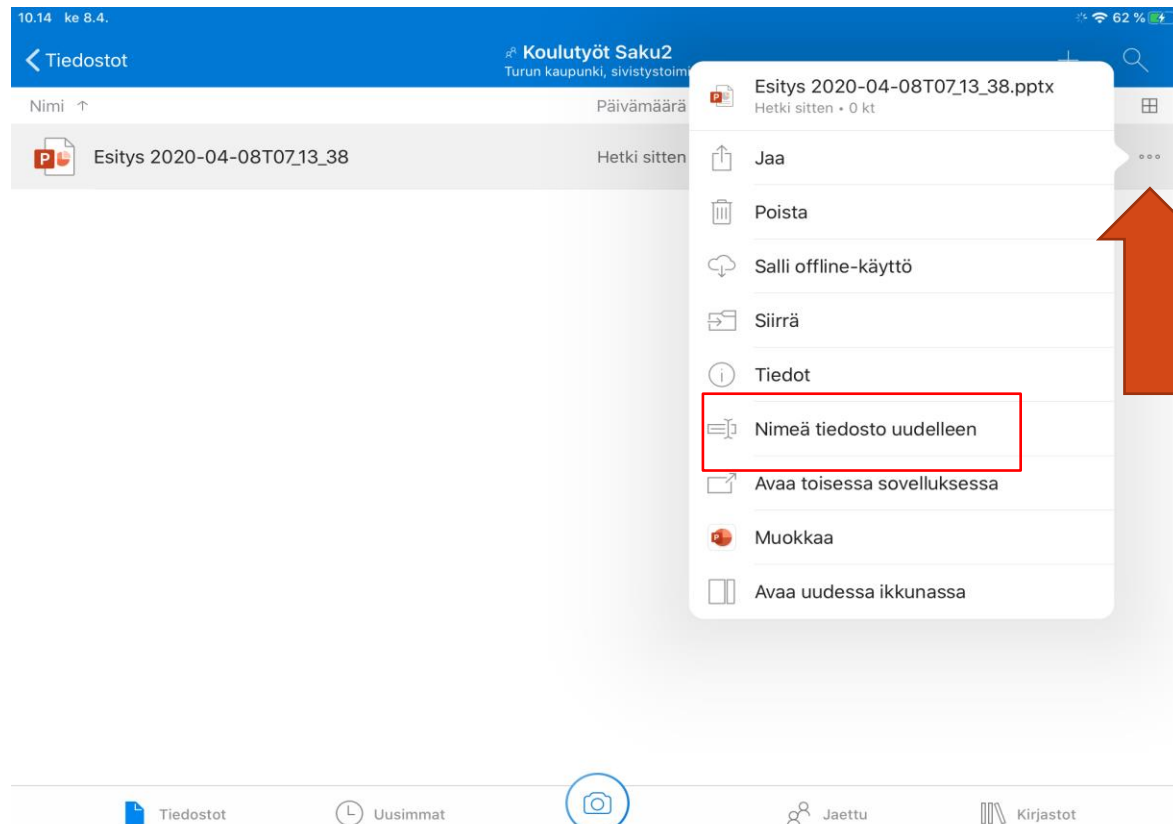 10.14 ke 8.4.
62 %
Tiedostot
Koulutyöt Saku2
Turun kaupunki, sivistystoimi
Nimi ↑
Päivämäärä
Esitys 2020-04-08T07_13_38
Hetki sitten
Esitys 2020-04-08T07_13_38.pptx
Hetki sitten • 0 kt
Jaa
Poista
Salli offline-käyttö
Siirrä
Tiedot
Nimeä tiedosto uudelleen
Avaa toisessa sovelluksessa
Muokkaa
Avaa uudessa ikkunassa
Tiedostot
Uusimmat
Jaettu
Kirjastot